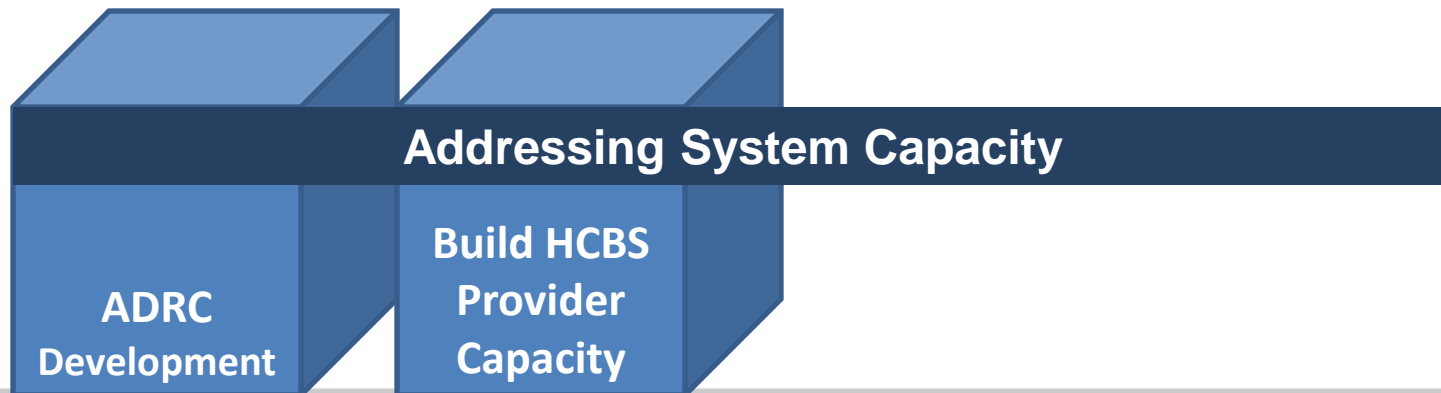 Addressing System Capacity
ADRC
Development
Build HCBS
Provider
Capacity